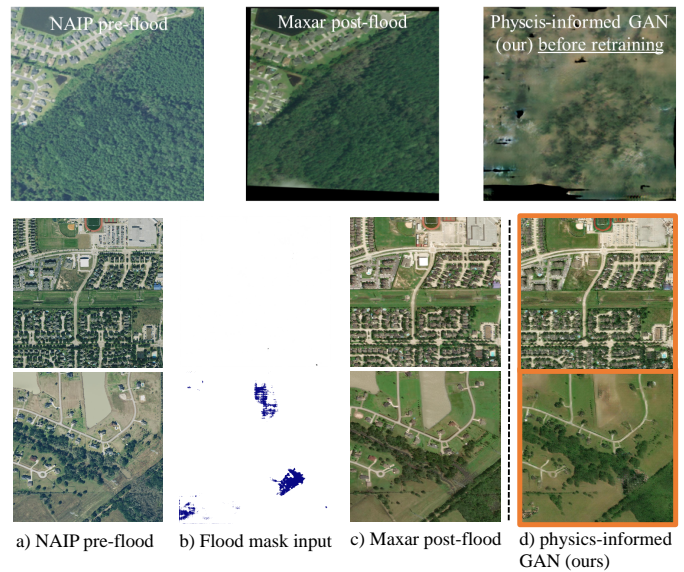 NAIP pre-flood
Maxar post-flood
Physcis-informed GAN
(our) before retraining
a) NAIP pre-flood
b) Flood mask input
c) Maxar post-flood
d) physics-informed
GAN (ours)